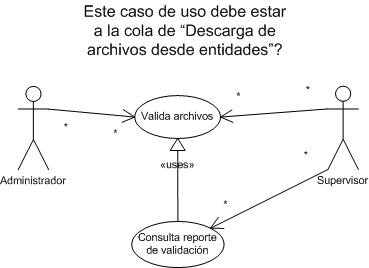 Este caso de uso debe estar
a la cola de “Descarga de
archivos desde entidades”?
Valida archivos
*
*
*
*
Administrador
«uses»
*
Supervisor
*
Consulta reporte
de validación